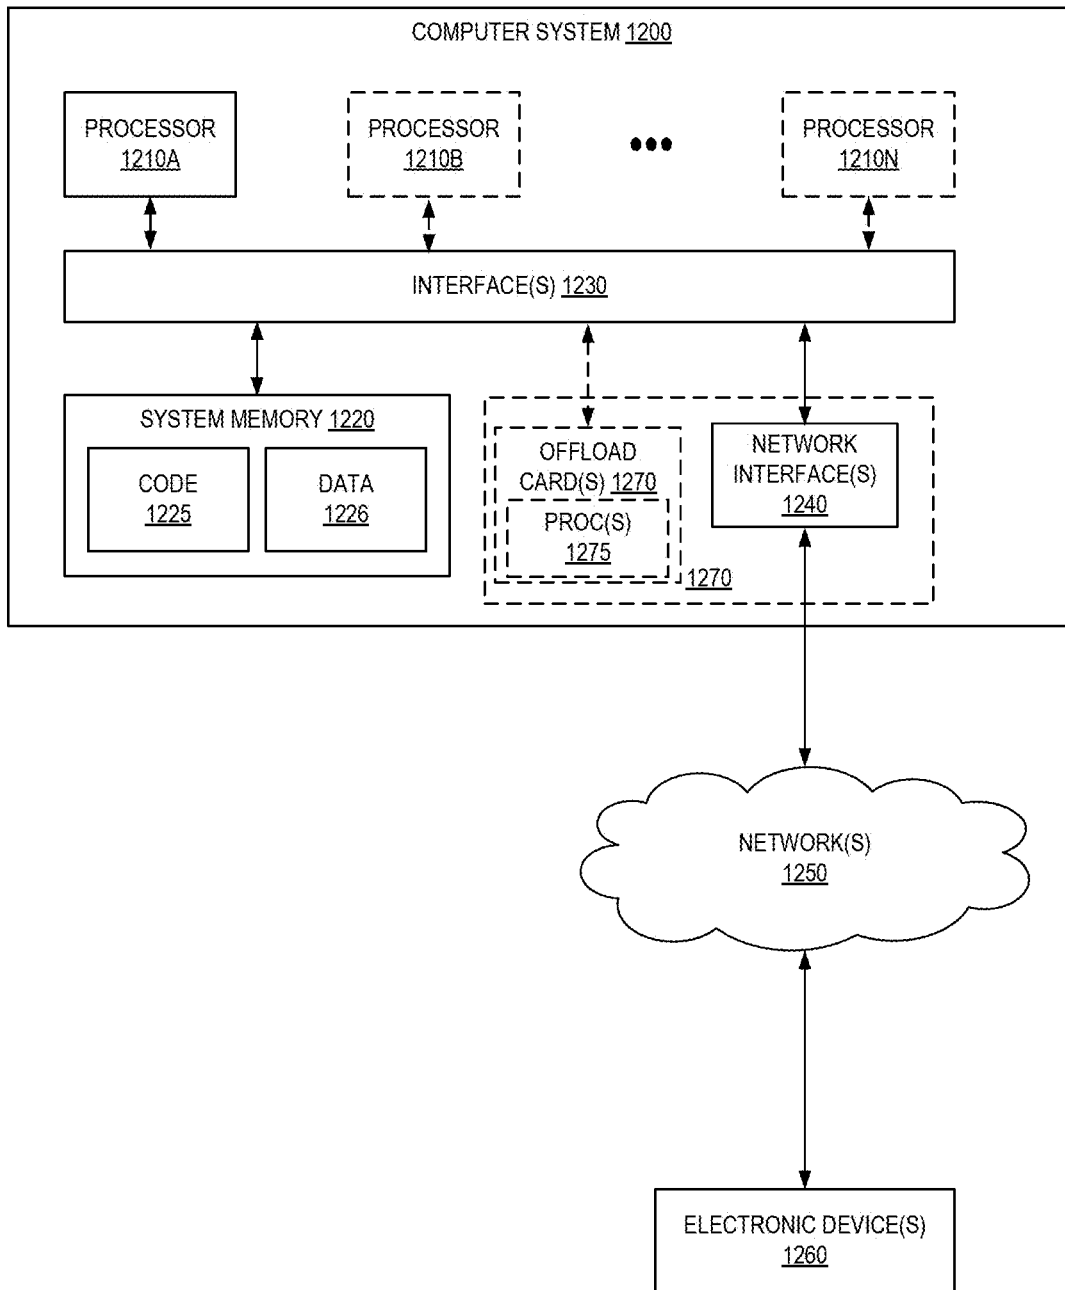 COMPUTER SYSTEM 1200
PROCESSOR
1210A
PROCESSOR
1210B
PROCESSOR
1210N
INTERFACE(S) 1230
SYSTEM MEMORY 1220
CODE
1225
DATA
1226
OFFLOAD
CARD(S) 1270
PROC(S)
1275
1270
NETWORK
INTERFACE(S)
1240
NETWORK(S)
1250
ELECTRONIC DEVICE(S)
1260